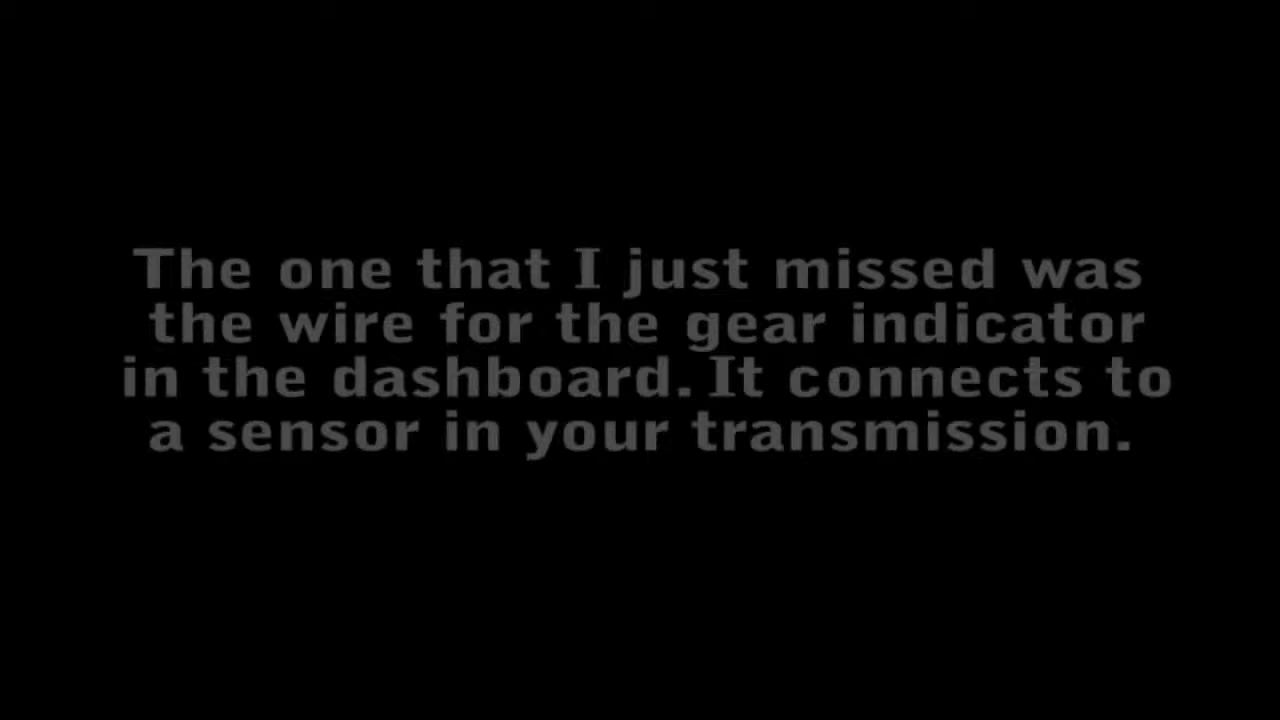 The one that I just missed was
the wire for the gear indicator
in the dashboard. It connects to
a sensor in your transmission.